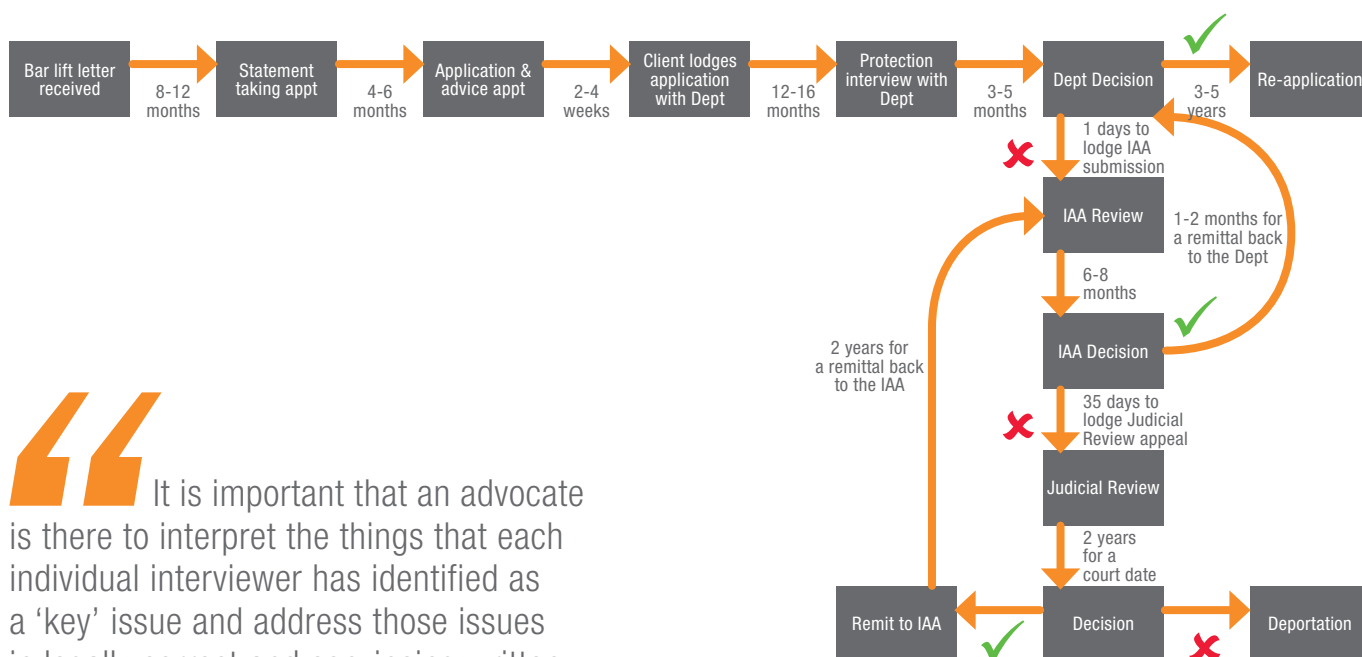 Bar lift letter
received
8-12
months
Statement
taking appt
4-6
months
Application &
advice appt
2-4
weeks
Client lodges
application
with Dept
12-16
months
Protection
interview with
Dept
3-5
months
Dept Decision
3-5
years
Re-application
1 days to
lodge IAA
submission
IAA Review
1-2 months for
a remittal back
to the Dept
6-8
months
IAA Decision
2 years for
a remittal back
to the IAA
35 days to
lodge Judicial
Review appeal
Judicial Review
2 years
for a
court date
Remit to IAA
Decision
Deportation
“ It is important that an advocate
is there to interpret the things that each
individual interviewer has identified as
a ‘key’ issue and address those issues